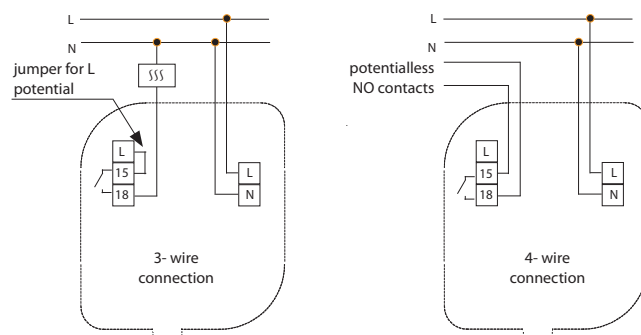 L
N
jumper for L
potential
L
15
18
L
N
3- wire
connection
L
N
potentialless
NO contacts
L
15
18
L
N
4- wire
connection